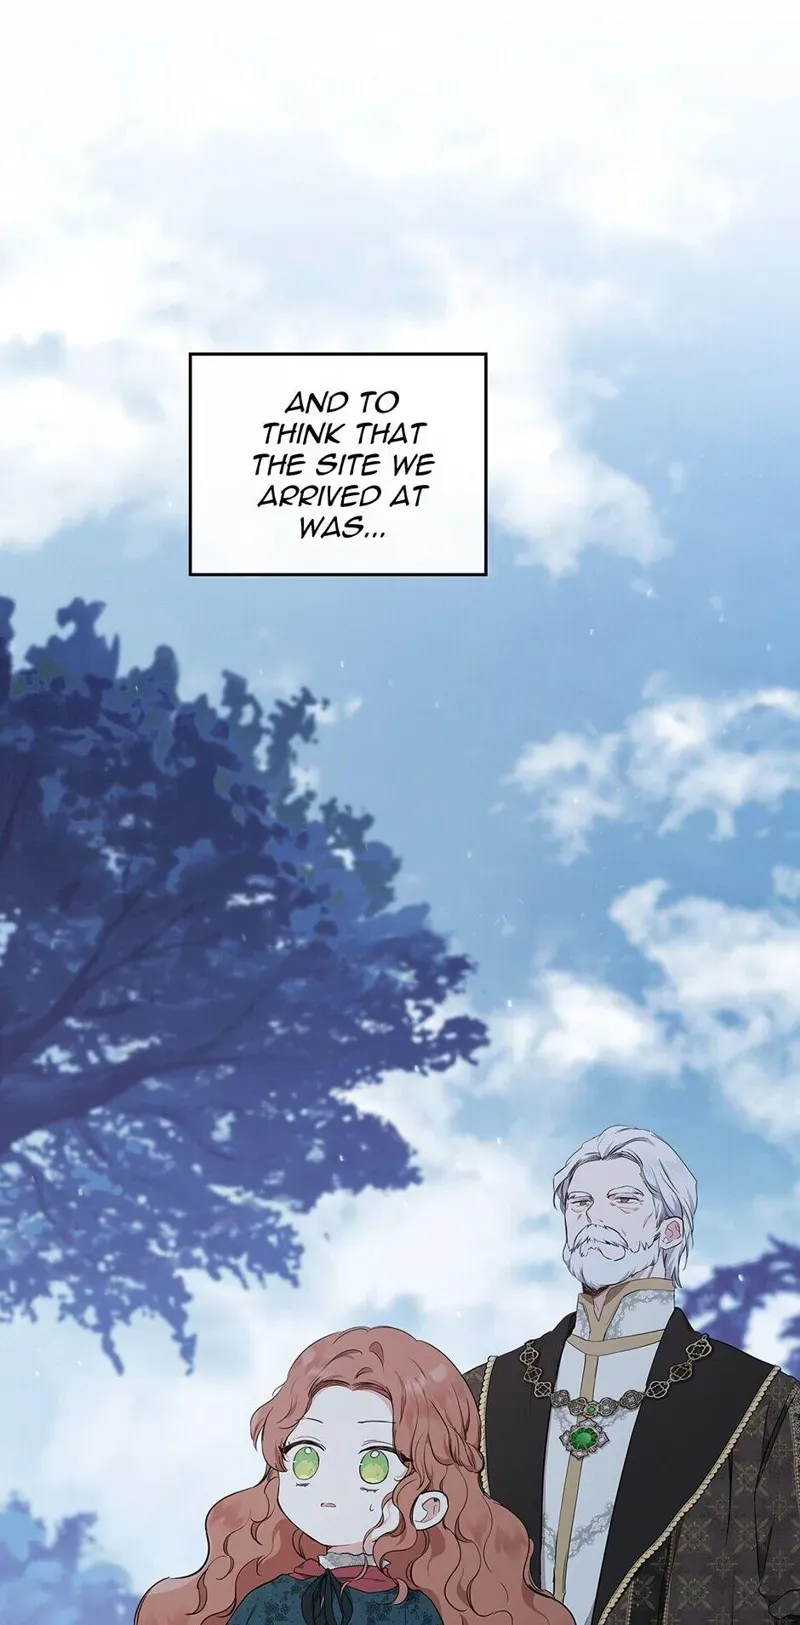 AND TO
THINK THAT
THE SITE WE
ARRIVED AT
WAS...